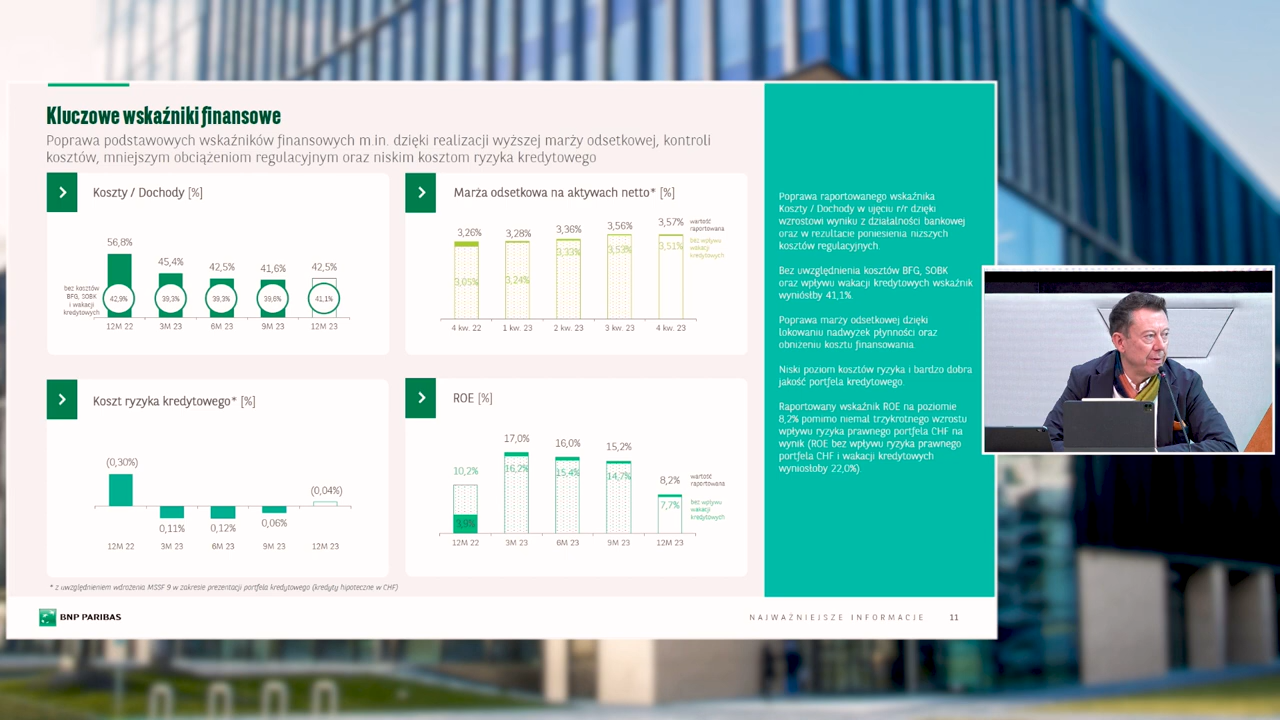 Kluczowe wskaźniki finansowe
Poprawa podstawowych wskaźników finansowych m.in. dzięki realizacji wyższej marży odsetkowej, kontroli
kosztów, mniejszym obciążeniom regulacyjnym oraz niskim kosztom ryzyka kredytowego
Koszty / Dochody [%]
56,8%
45,4%
42,5%
41,6%
42,5%
bez kosztów
BFG, SOBK
i wakacji
kredytowych
42,9%
39,3%
39,3%
39,6%
41,1%
12M 22
3M 23
6M 23
9M 23
12M 23
Marża odsetkowa na aktywach netto* [%]
3,26%
3,28%
3,36%
3,56%
3,57%
wartość
raportowana
3,05%
3,24%
3,33%
3,53%
3,51%
bez wpływu
wakacji
kredytowych
4 kw. 22
1 kw. 23
2 kw. 23
3 kw. 23
4 kw. 23
Koszt ryzyka kredytowego* [%]
(0,30%)
0,11%
0,12%
0,06%
(0,04%)
12M 22
3M 23
6M 23
9M 23
12M 23
ROE [%]
10,2%
17,0%
16,0%
15,2%
8,2%
wartość
raportowana
3,9%
16,2%
15,4%
14,7%
7,7%
bez wpływu
wakacji
kredytowych
12M 22
3M 23
6M 23
9M 23
12M 23
* z uwzględnieniem wdrożenia MSSF 9 w zakresie prezentacji portfela kredytowego (kredyty hipoteczne w CHF)
Poprawa raportowanego wskaźnika
Koszty / Dochody w ujęciu r/r dzięki
wzrostowi wyniku z działalności bankowej
oraz w rezultacie poniesienia niższych
kosztów regulacyjnych.
Bez uwzględnienia kosztów BFG, SOBK
oraz wpływu wakacji kredytowych wskaźnik
wyniósłby 41,1%.
Poprawa marży odsetkowej dzięki
lokowaniu nadwyżek płynności oraz
obniżeniu kosztu finansowania.
Niski poziom kosztów ryzyka i bardzo dobra
jakość portfela kredytowego.
Raportowany wskaźnik ROE na poziomie
8,2% pomimo niemal trzykrotnego wzrostu
wpływu ryzyka prawnego portfela CHF na
wynik (ROE bez wpływu ryzyka prawnego
portfela CHF i wakacji kredytowych
wyniosłoby 22,0%).
BNP PARIBAS
NAJWAŻNIEJSZE INFORMACJE
11